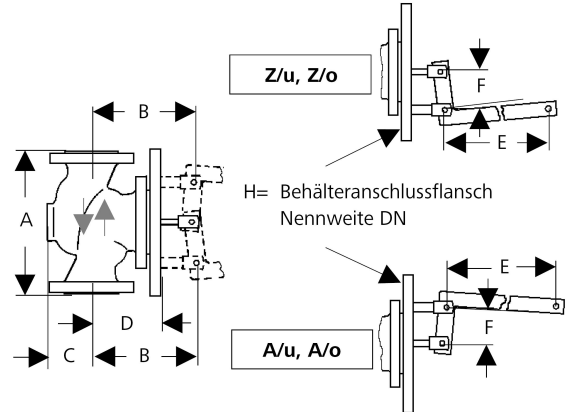 Z/u, Z/o
F
B
E
A
H= Behälteranschlussflansch
Nennweite DN
E
D
F
C
B
A/u, A/o